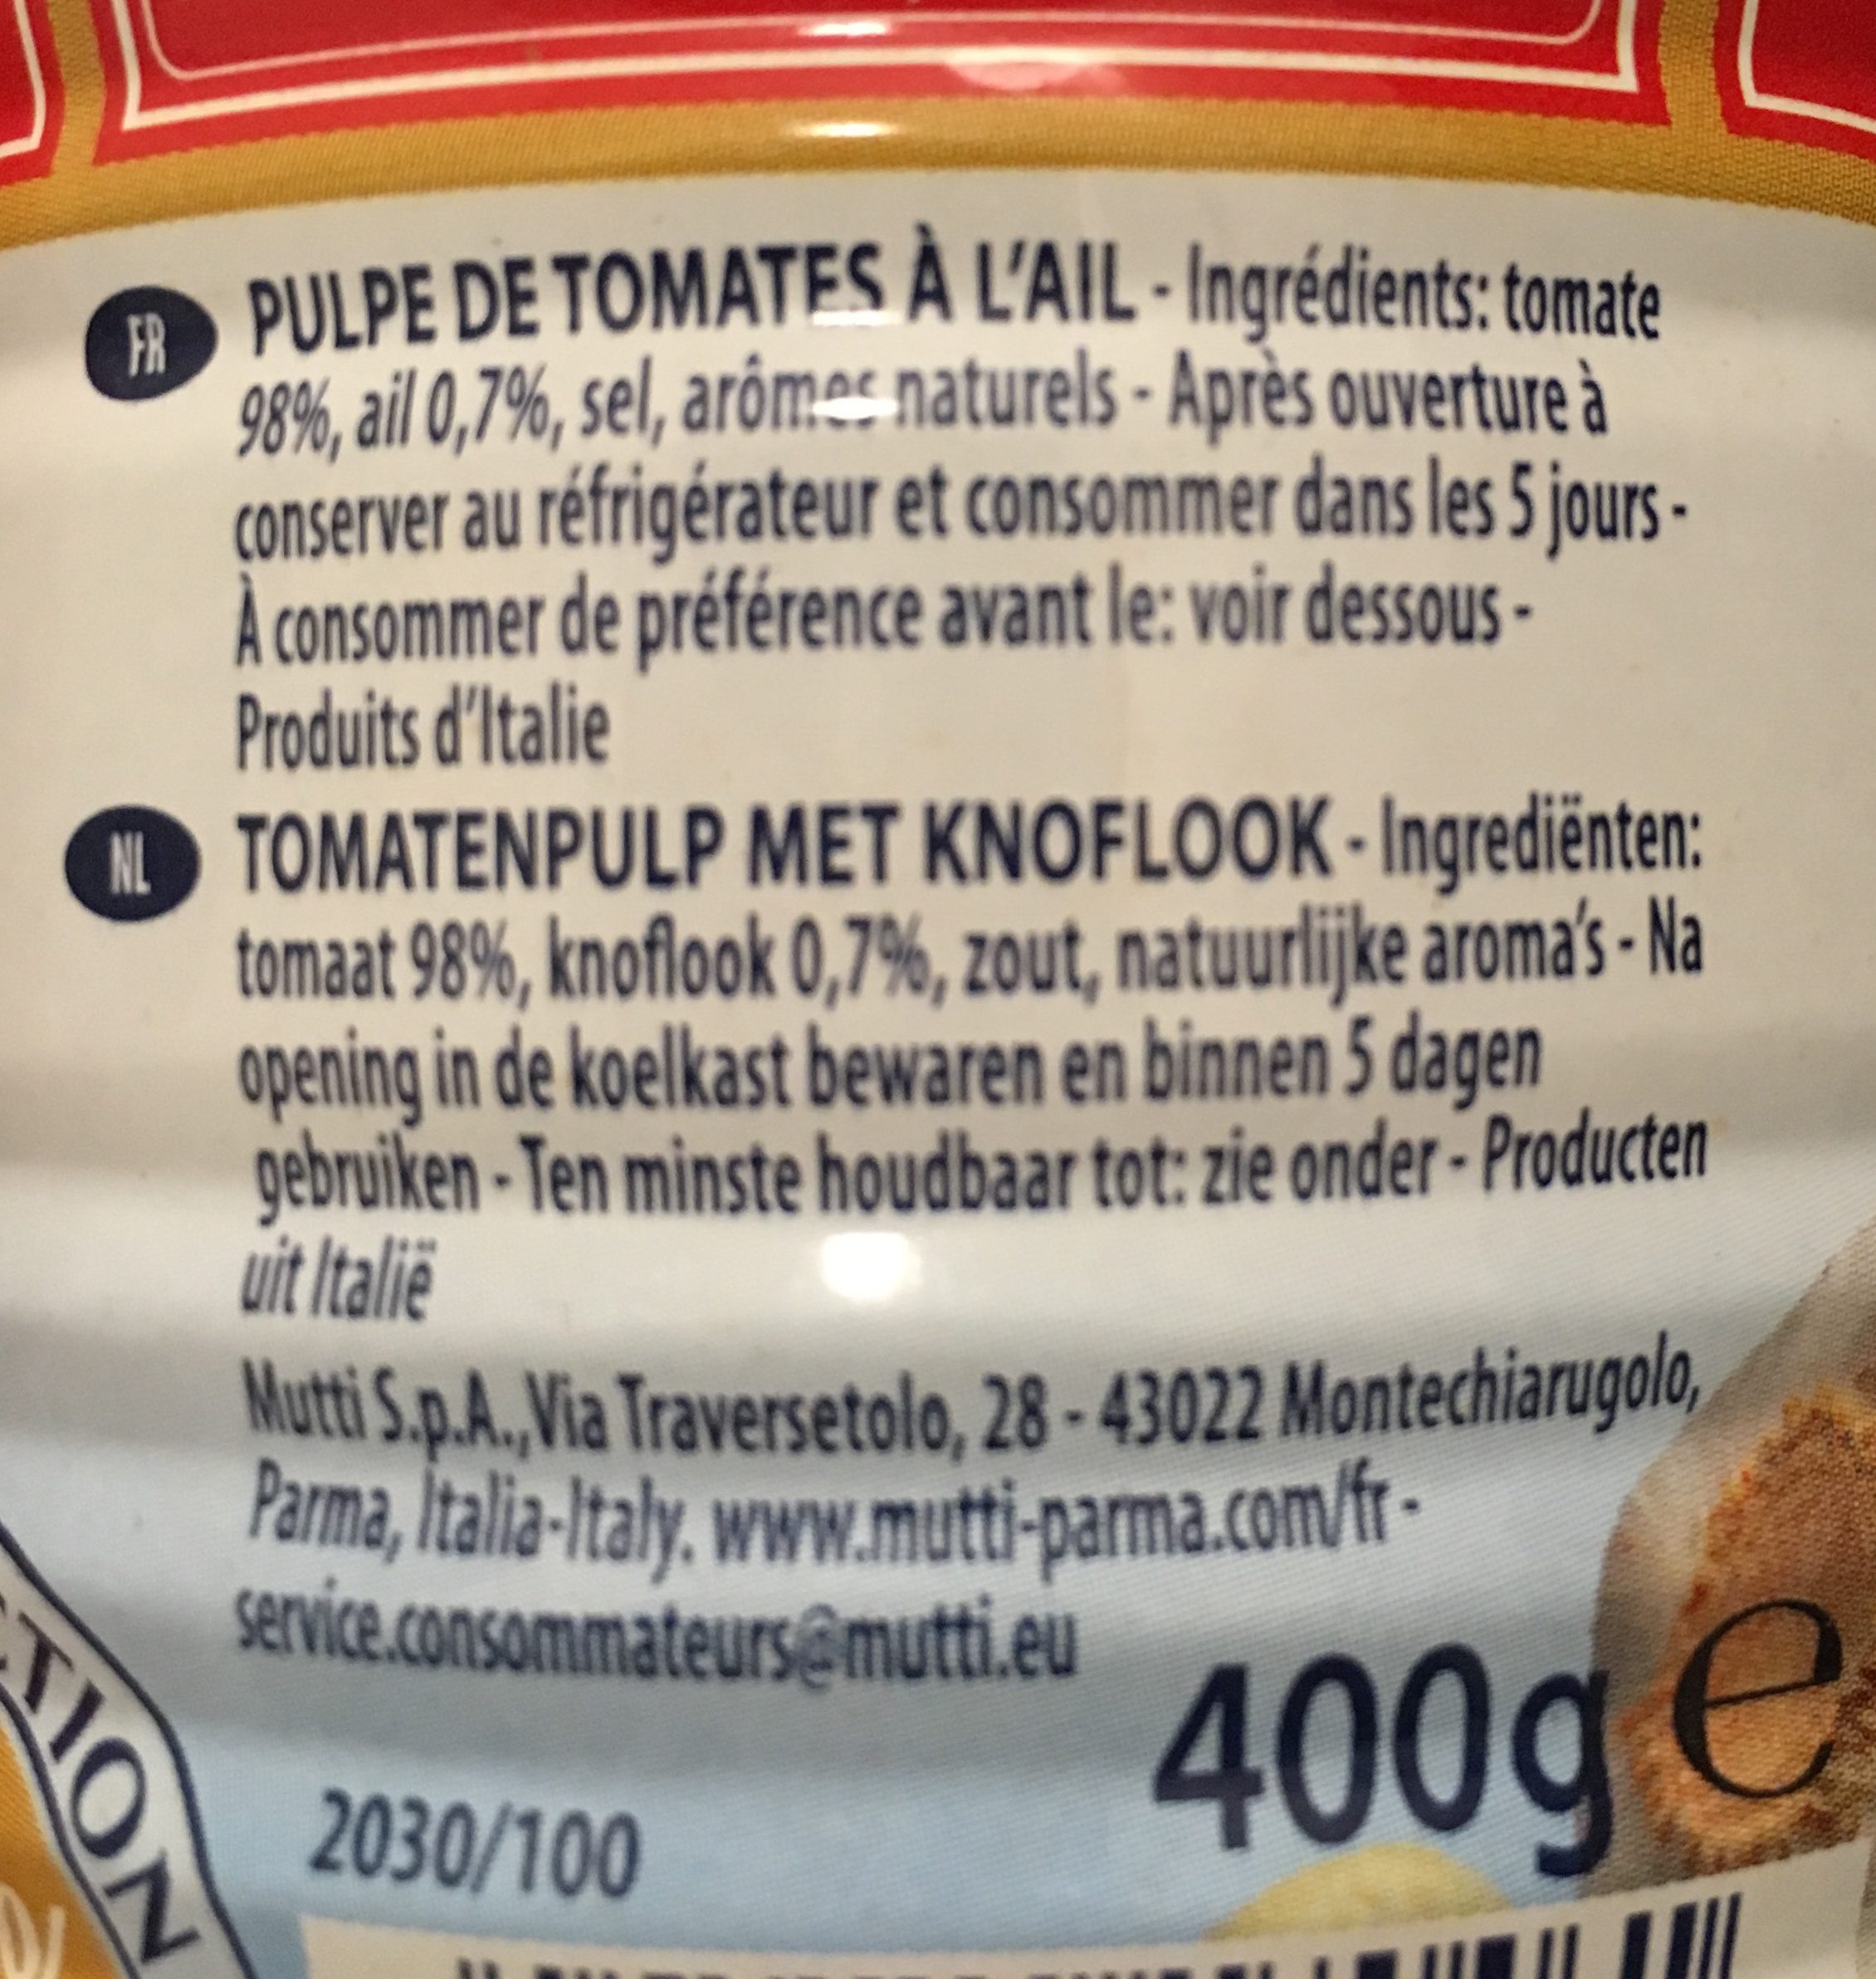 FR PULPE DE TOMATES À L'AIL - Ingrédients: tomate
98%, ail 0,7%, sel, arômes naturels - Après ouverture à
conserver au réfrigérateur et consommer dans les 5 jours -
À consommer de préférence avant le: voir dessous -
Produits d'Italie
NL TOMATENPULP MET KNOFLOOK - Ingrediënten:
tomaat 98%, knoflook 0,7%, zout, natuurlijke aroma's - Na
opening in de koelkast bewaren en binnen 5 dagen
gebruiken - Ten minste houdbaar tot: zie onder - Producten
uit Italië
Mutti S.p.A., Via Traversetolo, 28 - 43022 Montechiarugolo,
Parma, Italia-Italy. www.mutti-parma.com/fr -
service.consommateurs@mutti.eu
400g e
2030/100